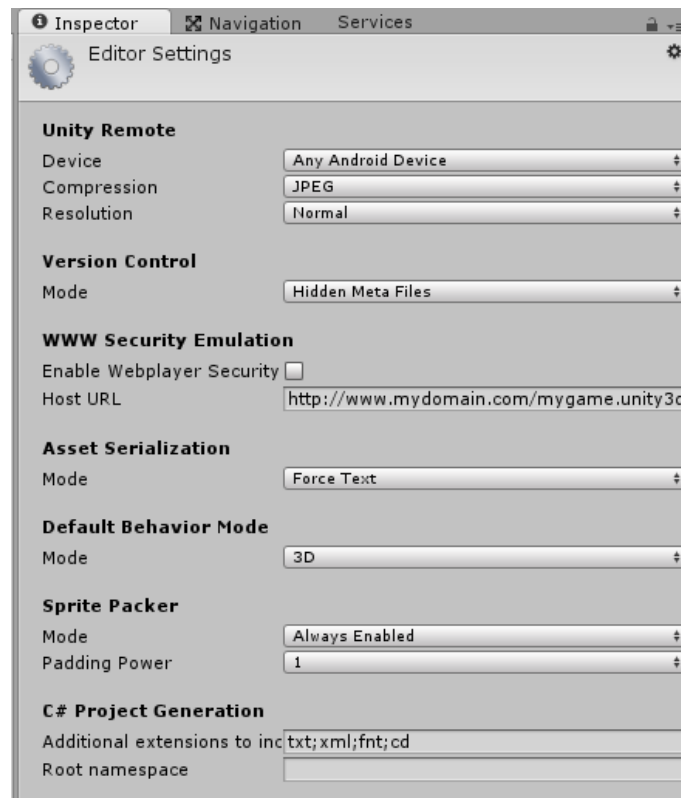 Inspector Navigation Services
Editor Settings
Unity Remote
Device Any Android Device
Compression JPEG
Resolution Normal
Version Control
Mode Hidden Meta Files
WWW Security Emulation
Enable Webplayer Security
Host URL http://www.mydomain.com/mygame.unity3d
Asset Serialization
Mode Force Text
Default Behavior Mode
Mode 3D
Sprite Packer
Mode Always Enabled
Padding Power 1
C# Project Generation
Additional extensions to inc txt;xml;fnt;cd
Root namespace